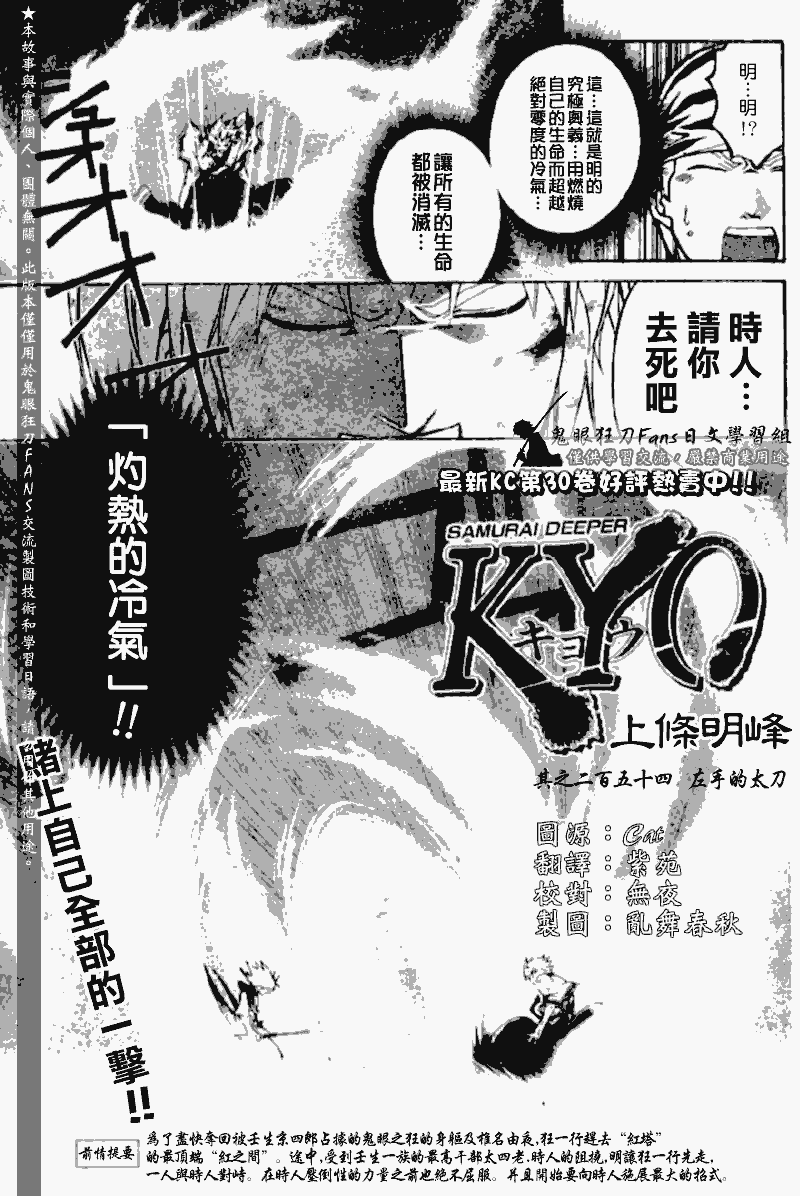 明…明!?
這…這就是明的
究極奧義…用燃燒
自己的生命而超越
絕對零度的冷氣…
讓所有的生命
都被消滅…
時人…
請你
去死吧
鬼眼狂刀Fans日文學習組
僅供學習交流，嚴禁商業用途
最新KC第30卷好評熱賣中!!
「灼熱的冷氣」!!
SAMURAI DEEPER
KYO
キョウ
上條明峰
其之二百五十四 左手的太刀
圖源：Cat
翻譯：紫苑
校對：無夜
製圖：亂舞春秋
賭上自己全部的一擊!!
★本故事與實際個人、團體無關。此版本僅僅用於鬼眼狂刀FANS交流製圖技術和學習日語，請 其他用途。
前情提要
為了盡快奪回被壬生京四郎占據的鬼眼之狂的身軀及椎名由夜,狂一行趕去“紅塔”
的最頂端“紅之間”。途中,受到壬生一族的最高干部太四老,時人的阻撓,明讓狂一行先走,
一人與時人對峙。在時人壓倒性的力量之前也絕不屈服。并且開始要向時人施展最大的招式。